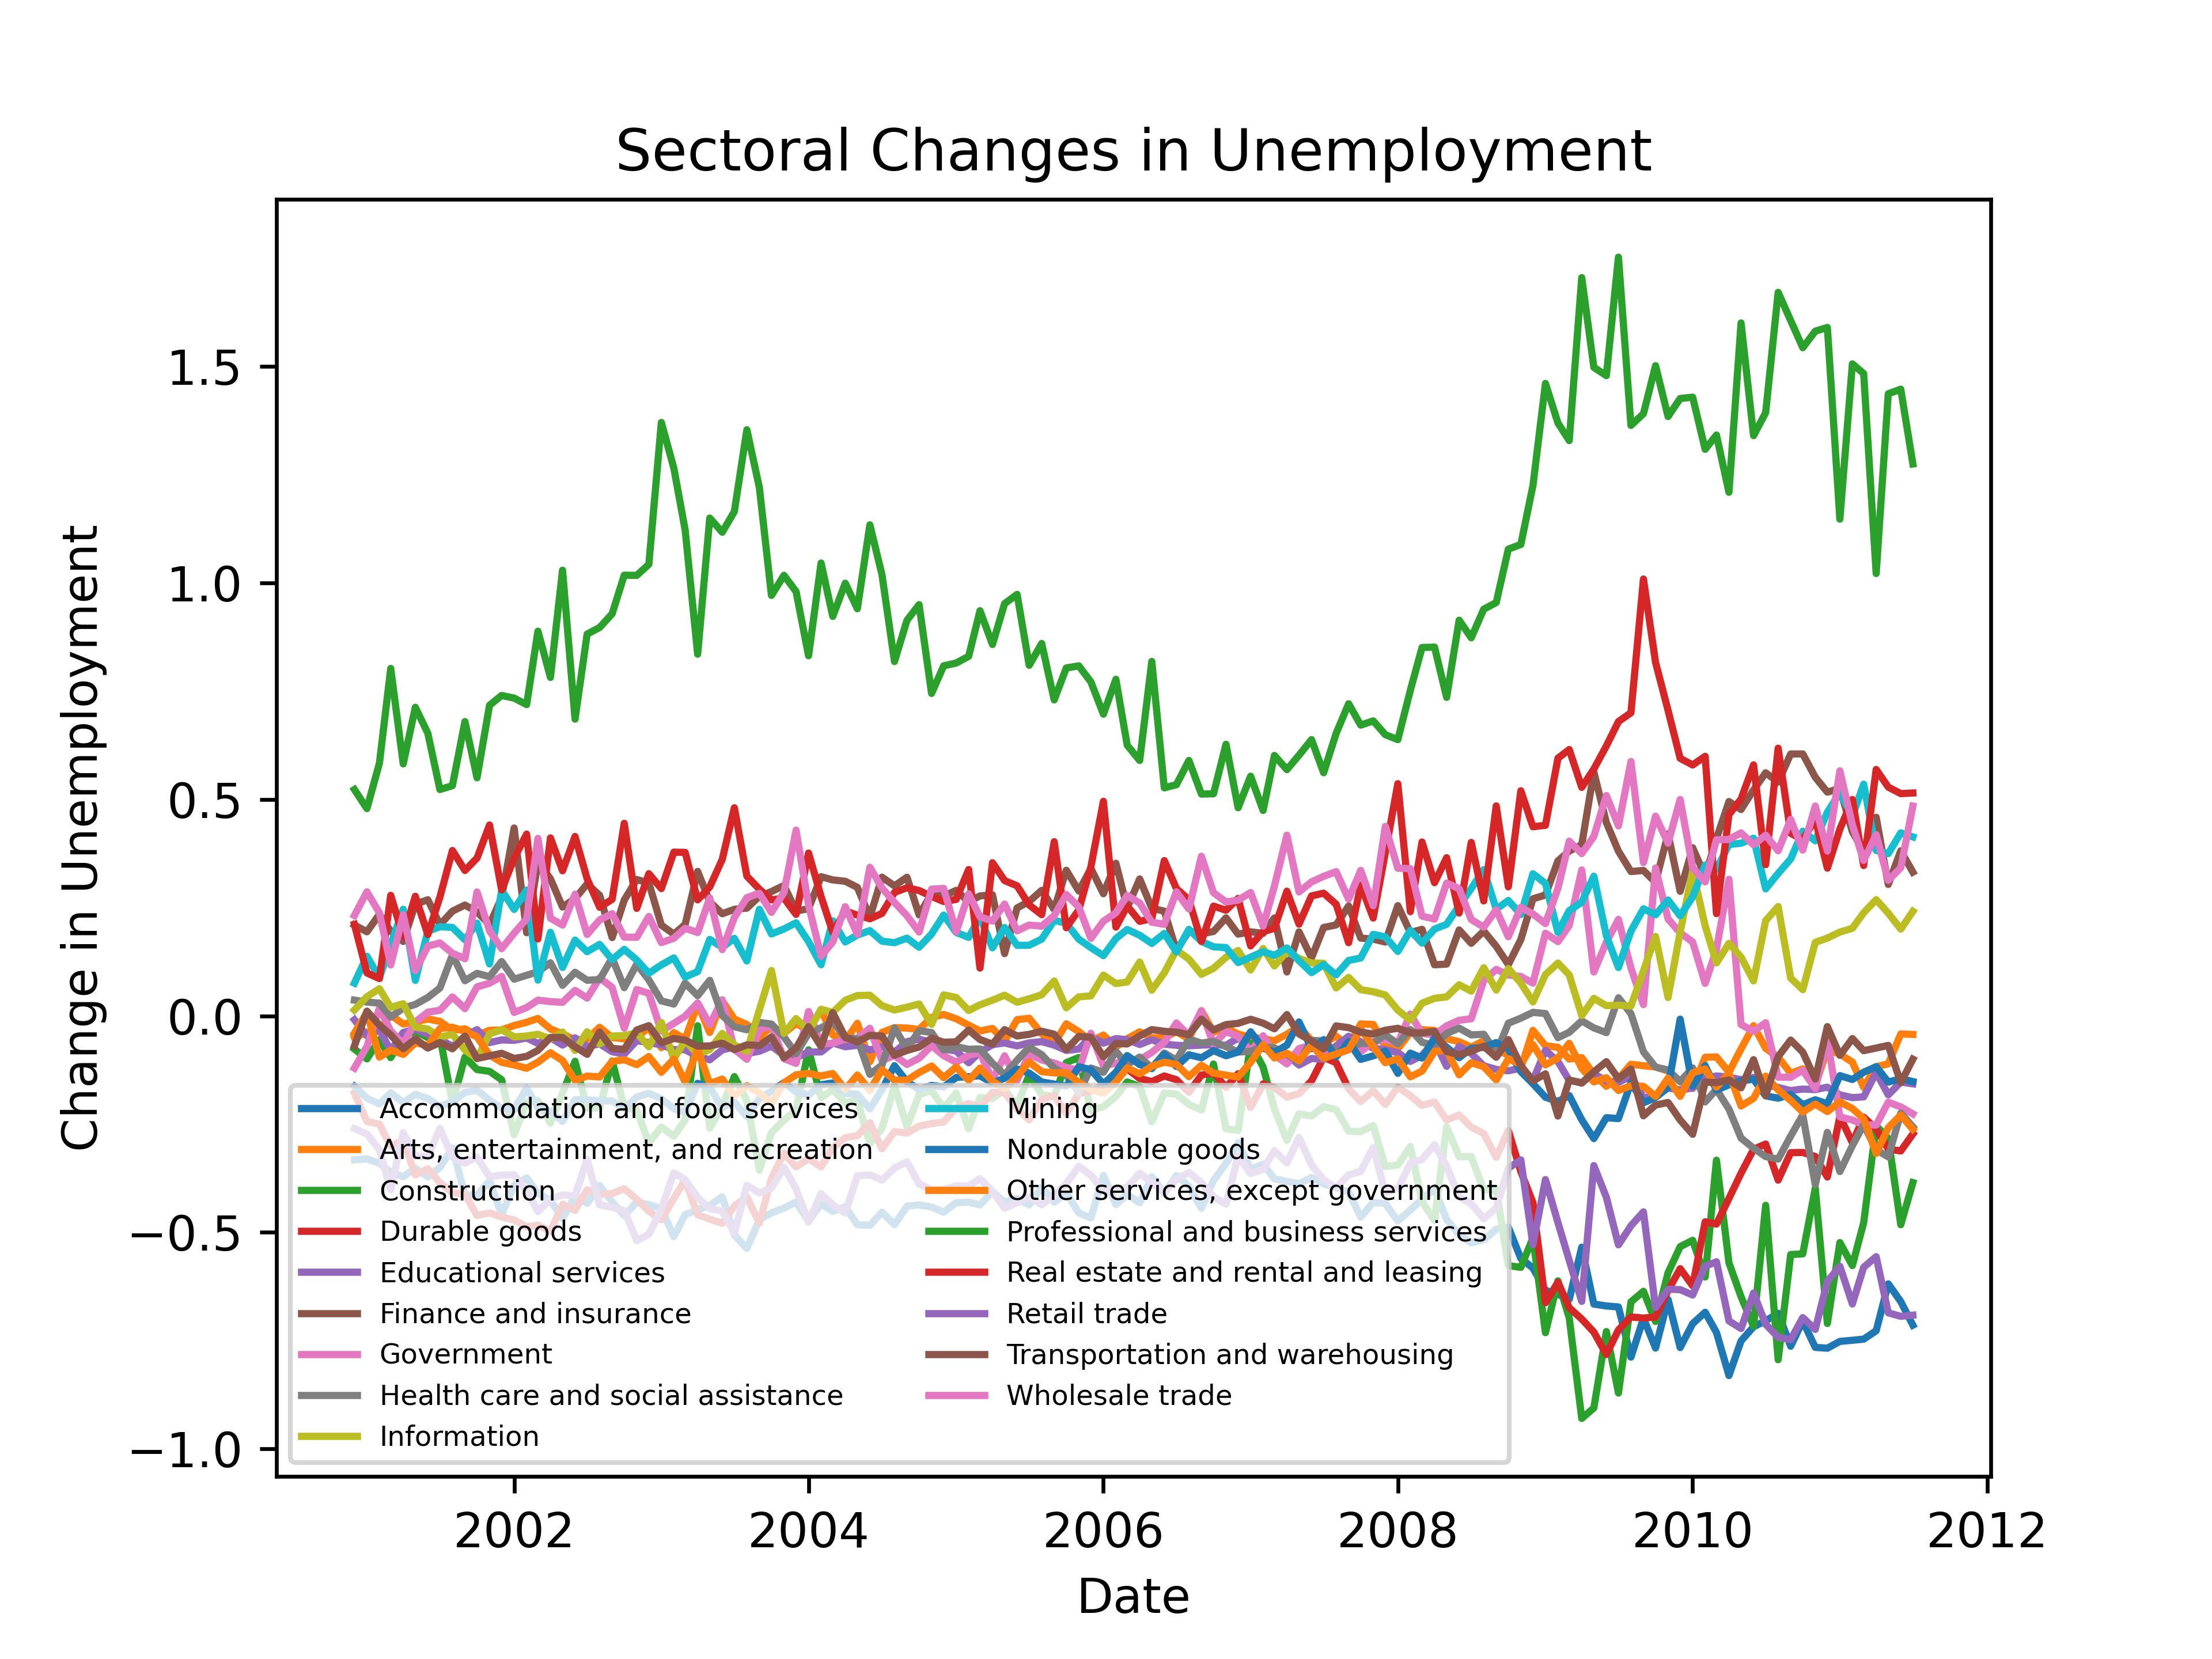 Sectoral Changes in Unemployment
Change in Unemployment
1.5
1.0
0.5
0.0
−0.5
−1.0
Accommodation and food services
Arts, entertainment, and recreation
Construction
Durable goods
Educational services
Finance and insurance
Government
Health care and social assistance
Information
Mining
Nondurable goods
Other services, except government
Professional and business services
Real estate and rental and leasing
Retail trade
Transportation and warehousing
Wholesale trade
2002 2004 2006 2008 2010 2012
Date